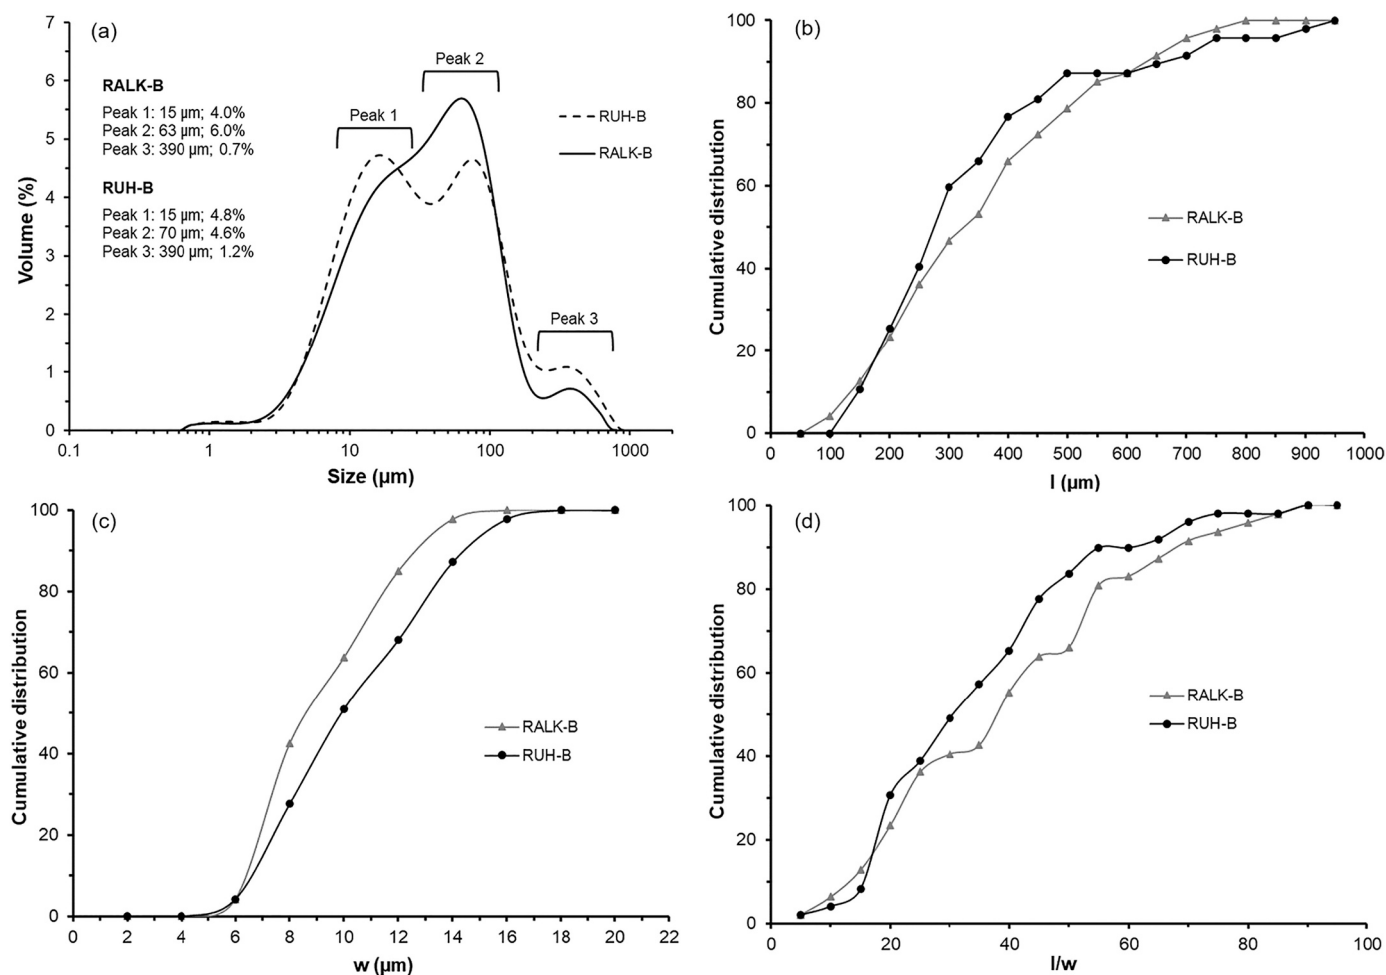 (a)
7
6
5
4
3
2
1
0
Volume (%)
0.1
1
10
100
1000
Size (µm)
RALK-B
Peak 1: 15 µm; 4.0%
Peak 2: 63 µm; 6.0%
Peak 3: 390 µm; 0.7%
RUH-B
Peak 1: 15 µm; 4.8%
Peak 2: 70 µm; 4.6%
Peak 3: 390 µm; 1.2%
Peak 1
Peak 2
Peak 3
RUH-B
RALK-B
(b)
100
80
60
40
20
0
Cumulative distribution
0
100
200
300
400
500
600
700
800
900
1000
l (µm)
RALK-B
RUH-B
(c)
100
80
60
40
20
0
Cumulative distribution
0
2
4
6
8
10
12
14
16
18
20
22
w (µm)
RALK-B
RUH-B
(d)
100
80
60
40
20
0
Cumulative distribution
0
20
40
60
80
100
l/w
RALK-B
RUH-B